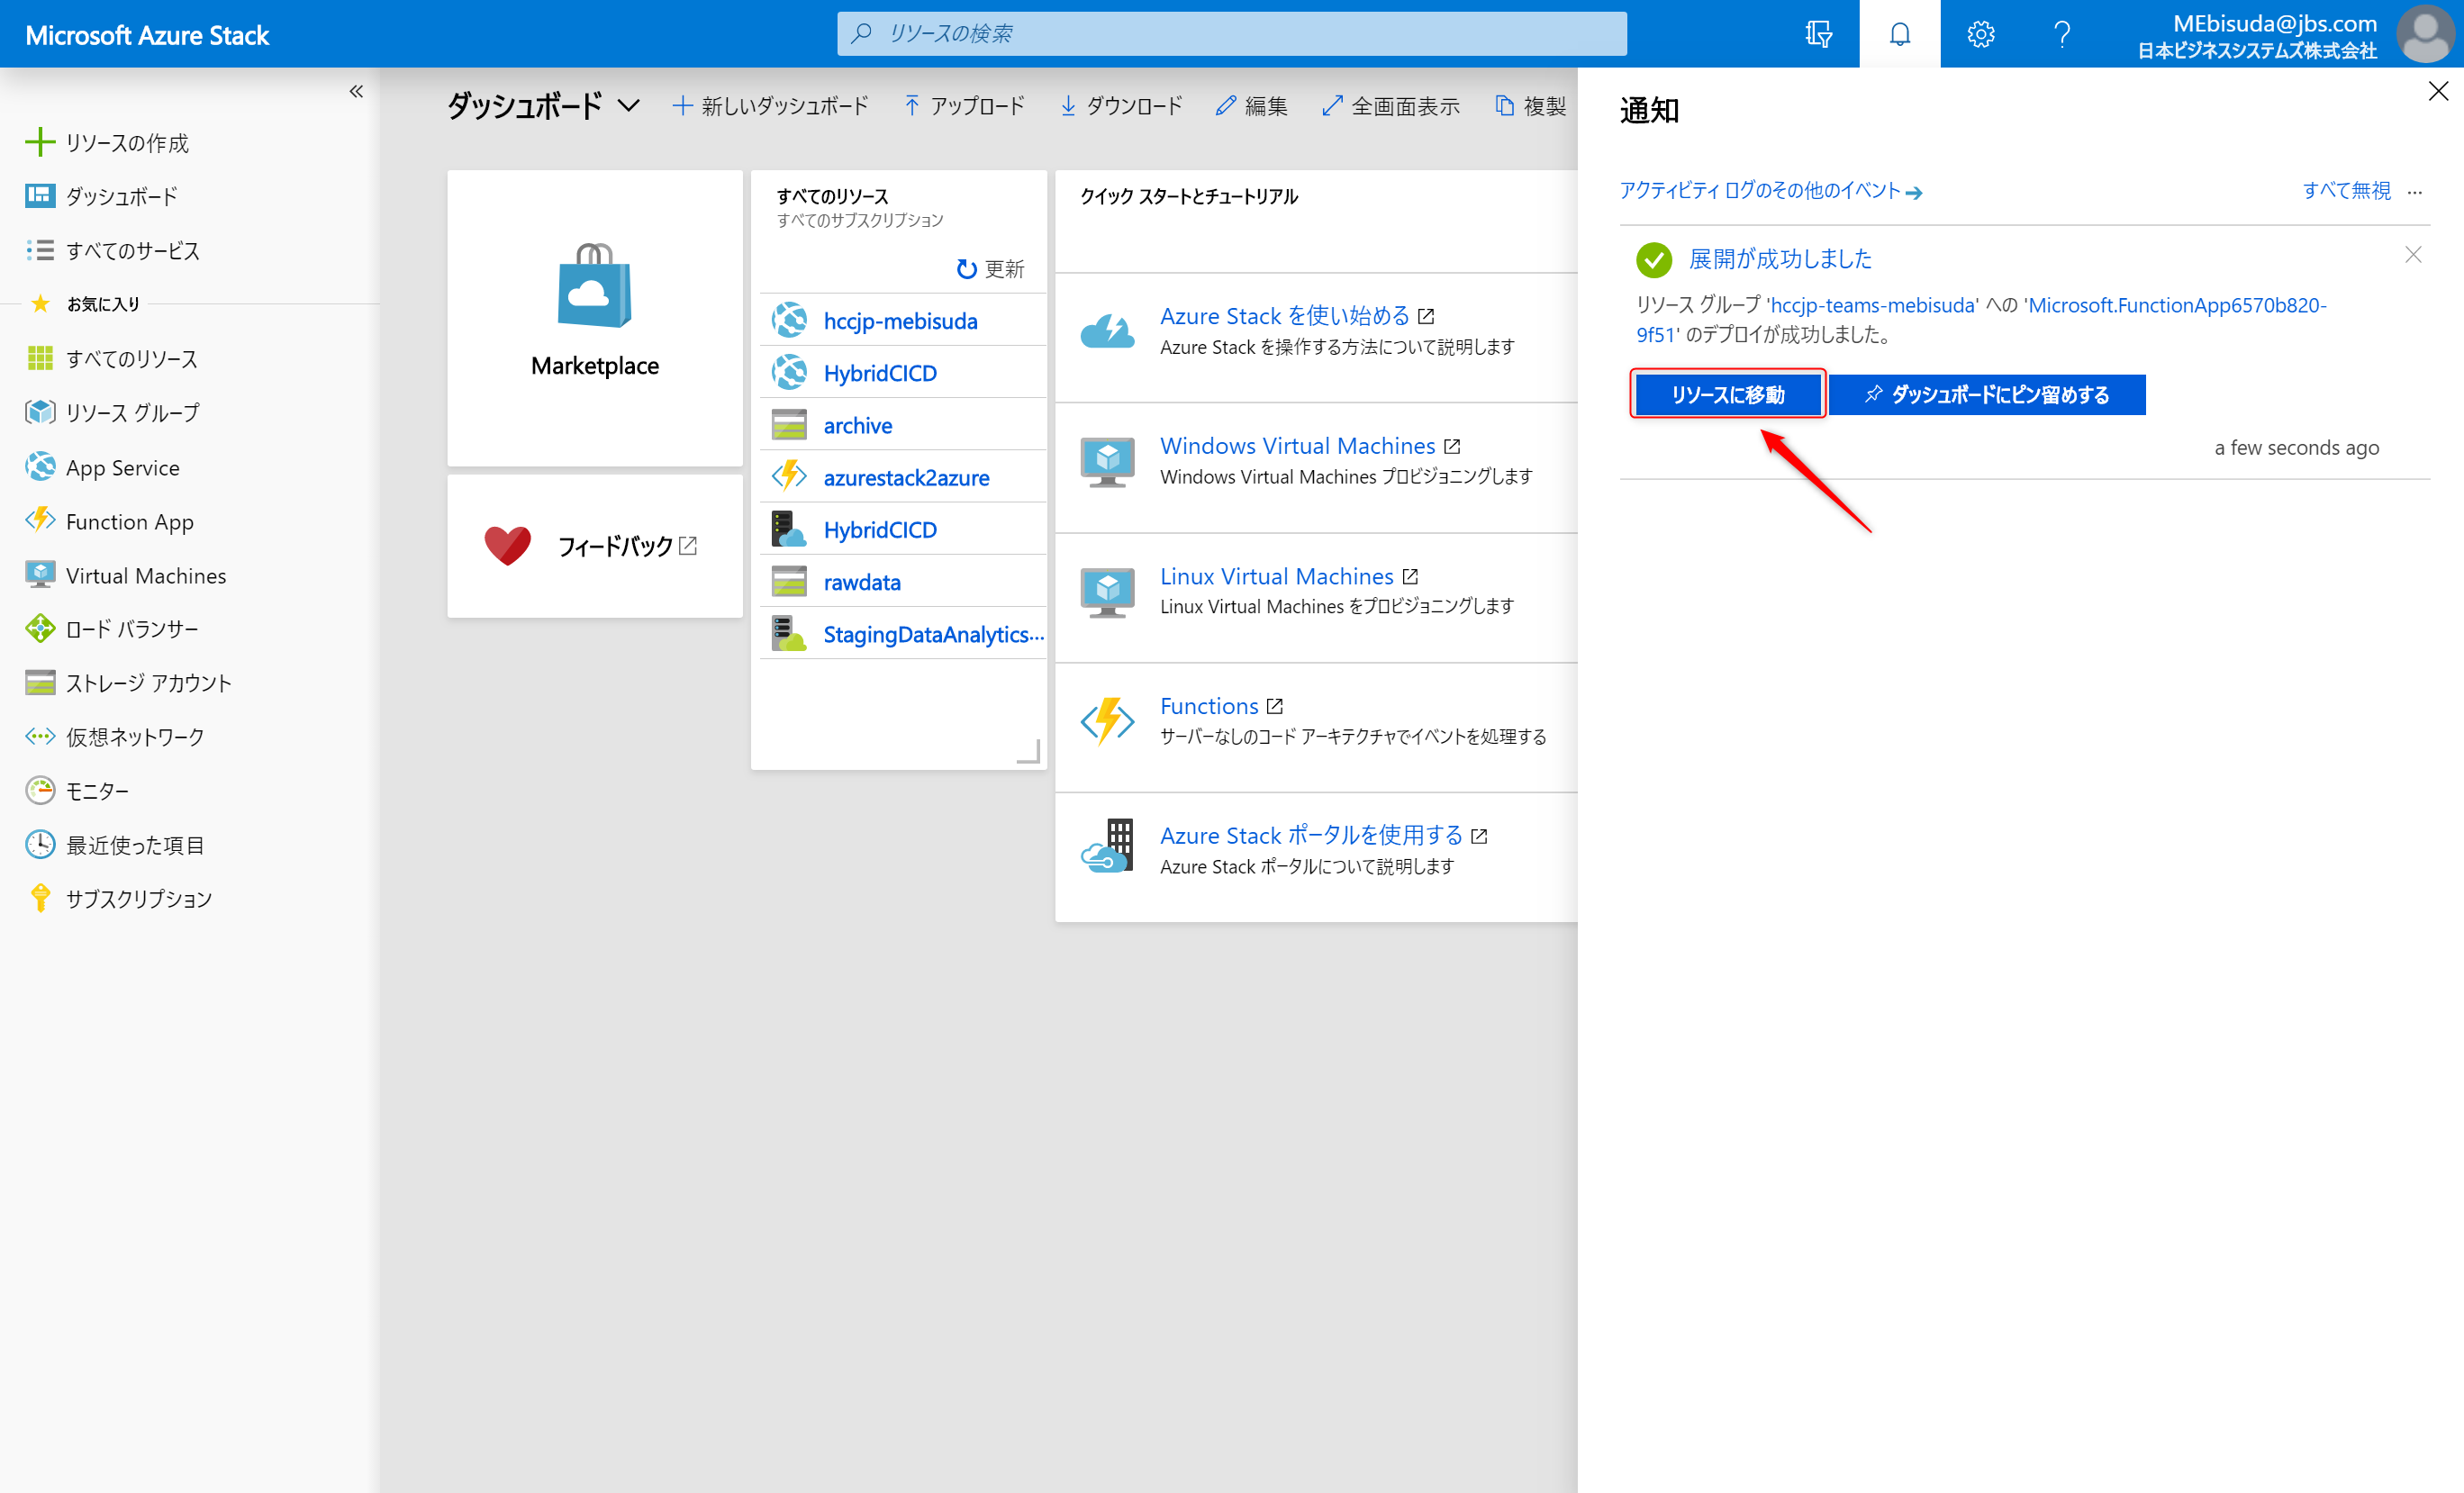 Microsoft Azure Stack
リソースの検索
MEbisuda@jbs.com
日本ビジネスシステムズ株式会社
リソースの作成
ダッシュボード
すべてのサービス
お気に入り
すべてのリソース
リソース グループ
App Service
Function App
Virtual Machines
ロード バランサー
ストレージ アカウント
仮想ネットワーク
モニター
最近使った項目
サブスクリプション
ダッシュボード
新しいダッシュボード
アップロード
ダウンロード
編集
全画面表示
複製
Marketplace
フィードバック
すべてのリソース
すべてのサブスクリプション
更新
hccjp-mebisuda
HybridCICD
archive
azurestack2azure
HybridCICD
rawdata
StagingDataAnalytics…
クイック スタートとチュートリアル
Azure Stack を使い始める
Azure Stack を操作する方法について説明します
Windows Virtual Machines
Windows Virtual Machines プロビジョニングします
Linux Virtual Machines
Linux Virtual Machines をプロビジョニングします
Functions
サーバーなしのコード アーキテクチャでイベントを処理する
Azure Stack ポータルを使用する
Azure Stack ポータルについて説明します
通知
アクティビティ ログのその他のイベント
すべて無視
展開が成功しました
リソース グループ 'hccjp-teams-mebisuda' への 'Microsoft.FunctionApp6570b820-
9f51' のデプロイが成功しました。
リソースに移動
ダッシュボードにピン留めする
a few seconds ago